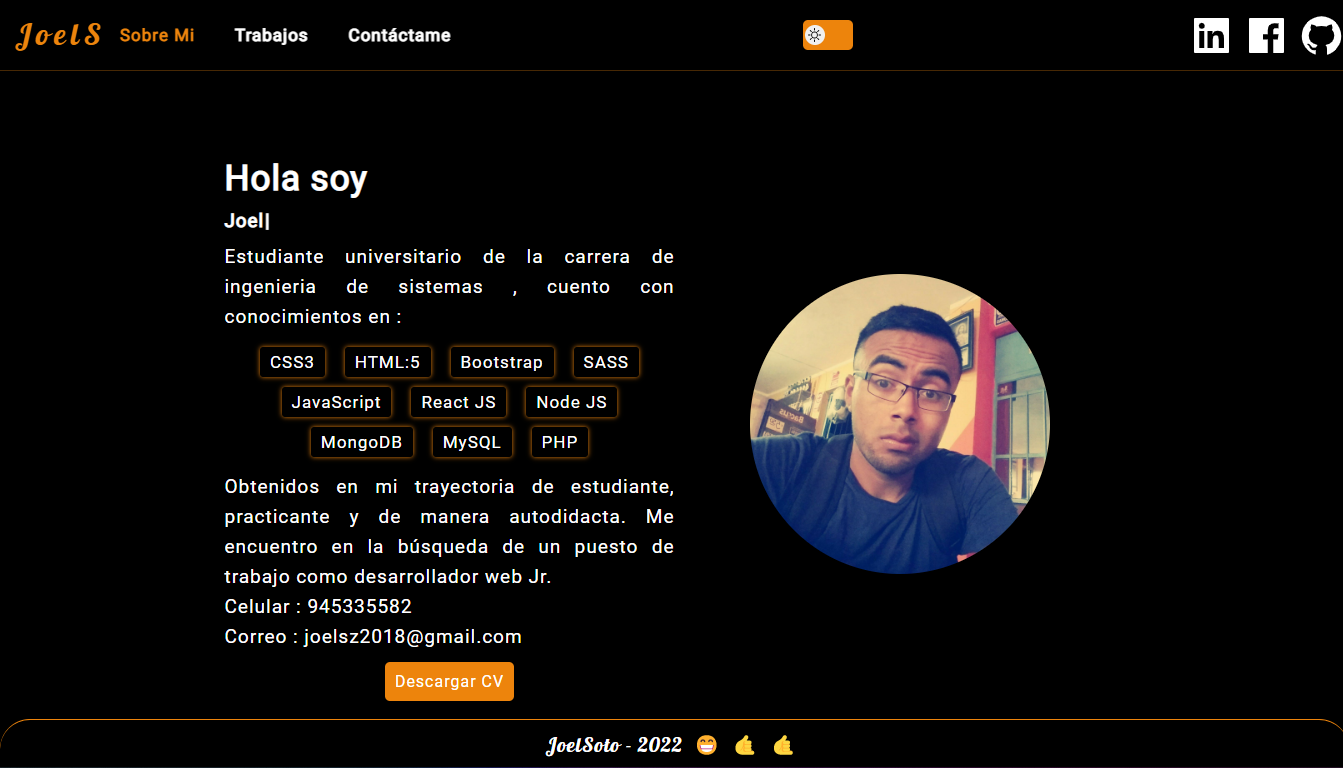 JoelS Sobre Mi Trabajos Contáctame
Hola soy
Joel|
Estudiante universitario de la carrera de
ingenieria de sistemas , cuento con
conocimientos en :
CSS3 HTML:5 Bootstrap SASS
JavaScript React JS Node JS
MongoDB MySQL PHP
Obtenidos en mi trayectoria de estudiante,
practicante y de manera autodidacta. Me
encuentro en la búsqueda de un puesto de
trabajo como desarrollador web Jr.
Celular : 945335582
Correo : joelsz2018@gmail.com
Descargar CV
JoelSoto - 2022 😁 🤙 🤙